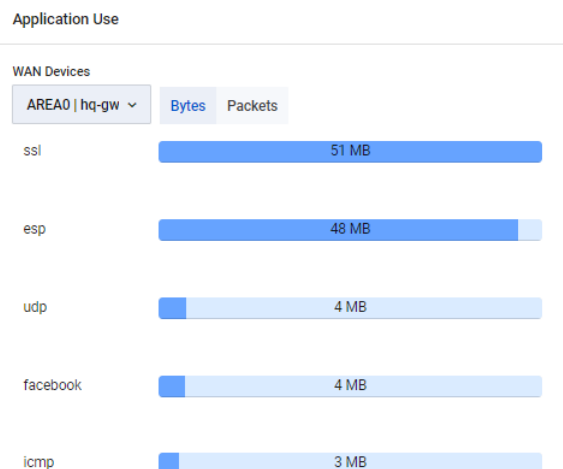 Application Use
WAN Devices
AREA0 | hq-gw Bytes Packets
ssl 51 MB
esp 48 MB
udp 4 MB
facebook 4 MB
icmp 3 MB